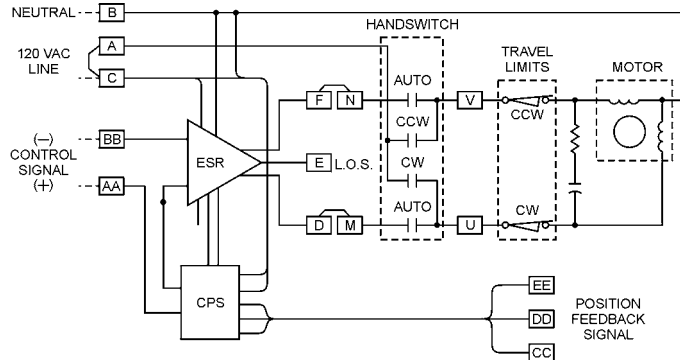 NEUTRAL
B
HANDSWITCH
120 VAC
LINE
A
C
TRAVEL
LIMITS
MOTOR
AUTO
F
N
V
CCW
CCW
(−)
CONTROL
SIGNAL
(+)
BB
AA
ESR
E
L.O.S.
CW
AUTO
D
M
U
CW
CPS
EE
DD
CC
POSITION
FEEDBACK
SIGNAL